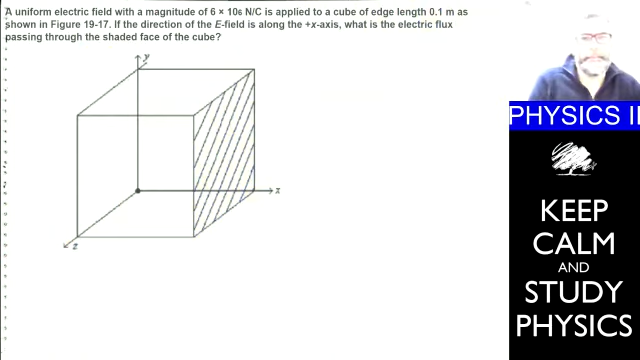 A uniform electric field with a magnitude of 6 × 106 N/C is applied to a cube of edge length 0.1 m as
shown in Figure 19-17. If the direction of the E-field is along the +x-axis, what is the electric flux
passing through the shaded face of the cube?
y
x
z
PHYSICS II
KEEP
CALM
AND
STUDY
PHYSICS